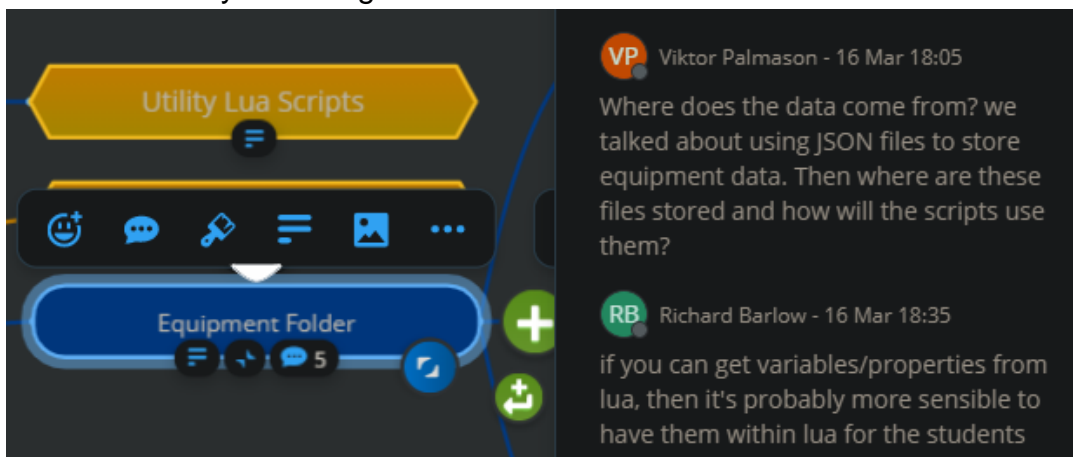 Utility Lua Scripts
Equipment Folder
5
VP
Viktor Palmason - 16 Mar 18:05
Where does the data come from? we
talked about using JSON files to store
equipment data. Then where are these
files stored and how will the scripts use
them?
RB
Richard Barlow - 16 Mar 18:35
if you can get variables/properties from
lua, then it's probably more sensible to
have them within lua for the students